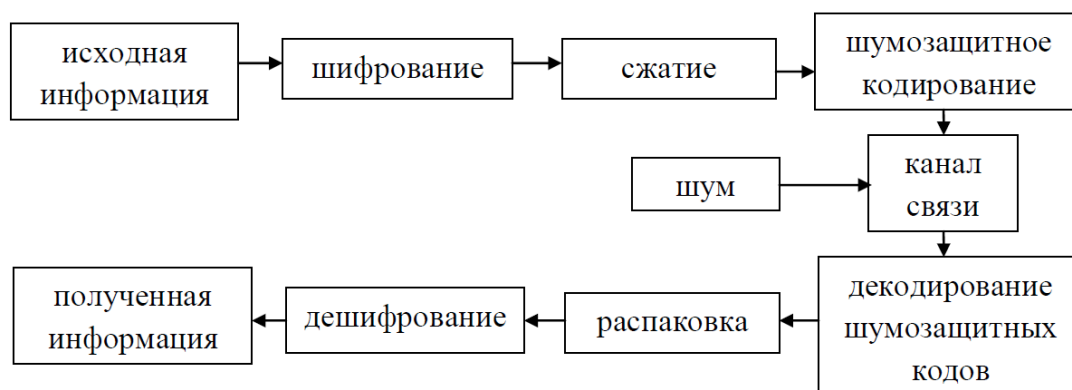 исходная
информация
шифрование
сжатие
шумозащитное
кодирование
шум
канал
связи
полученная
информация
дешифрование
распаковка
декодирование
шумозащитных
кодов